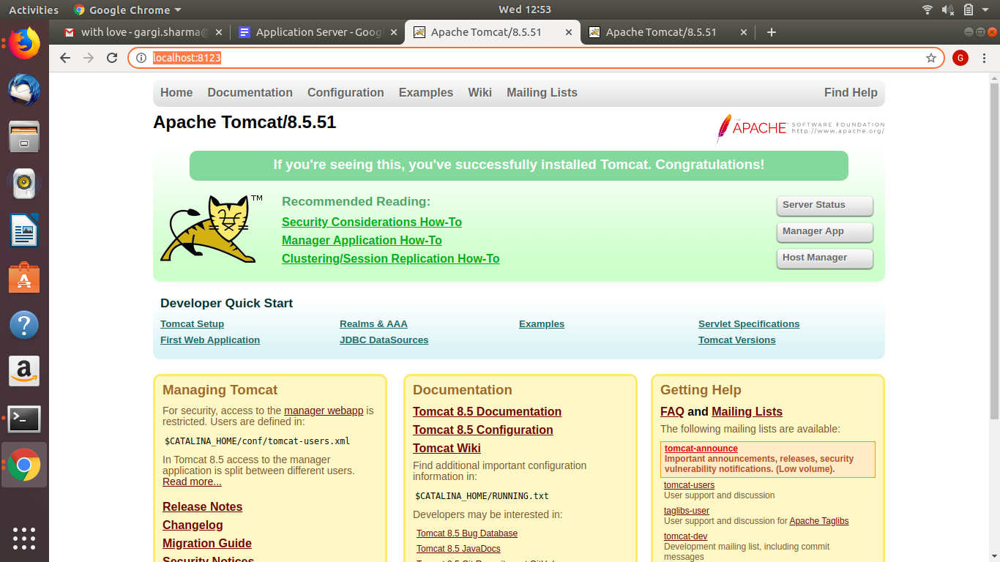 Activities
Google Chrome
Wed 12:53
with love - gargi.sharma@
Application Server - Goog
Apache Tomcat/8.5.51
Apache Tomcat/8.5.51
localhost:8123
G
Home Documentation Configuration Examples Wiki Mailing Lists Find Help
Apache Tomcat/8.5.51
THE
APACHE
SOFTWARE FOUNDATION
http://www.apache.org/
If you're seeing this, you've successfully installed Tomcat. Congratulations!
TM
Recommended Reading:
Security Considerations How-To
Manager Application How-To
Clustering/Session Replication How-To
Server Status
Manager App
Host Manager
Developer Quick Start
Tomcat Setup
First Web Application
Realms & AAA
JDBC DataSources
Examples
Servlet Specifications
Tomcat Versions
Managing Tomcat
For security, access to the manager webapp is
restricted. Users are defined in:
$CATALINA_HOME/conf/tomcat-users.xml
In Tomcat 8.5 access to the manager
application is split between different users.
Read more...
Release Notes
Changelog
Migration Guide
Security Notices
Documentation
Tomcat 8.5 Documentation
Tomcat 8.5 Configuration
Tomcat Wiki
Find additional important configuration
information in:
$CATALINA_HOME/RUNNING.txt
Developers may be interested in:
Tomcat 8.5 Bug Database
Tomcat 8.5 JavaDocs
Getting Help
FAQ and Mailing Lists
The following mailing lists are available:
tomcat-announce
Important announcements, releases, security
vulnerability notifications. (Low volume).
tomcat-users
User support and discussion
taglibs-user
User support and discussion for Apache Taglibs
tomcat-dev
Development mailing list, including commit
messages